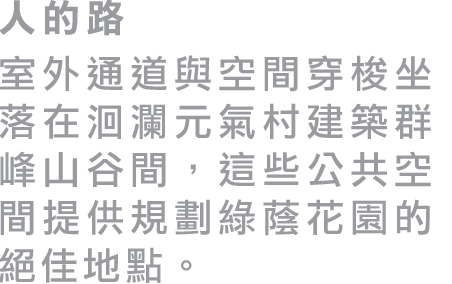 人的路
室外通道與空間穿梭坐
落在洄瀾元氣村建築群
峰山谷間，這些公共空
間提供規劃綠蔭花園的
絕佳地點。